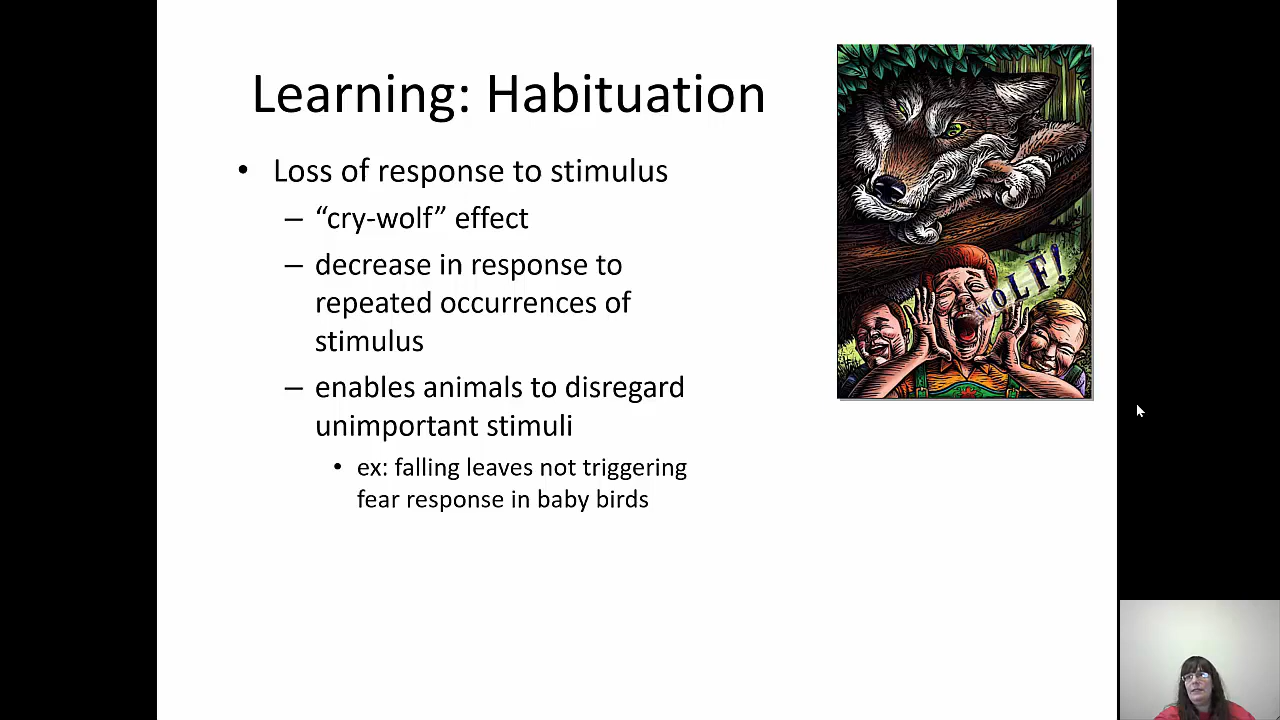 Learning: Habituation
• Loss of response to stimulus
– “cry-wolf” effect
– decrease in response to
repeated occurrences of
stimulus
– enables animals to disregard
unimportant stimuli
• ex: falling leaves not triggering
fear response in baby birds
WOLF!